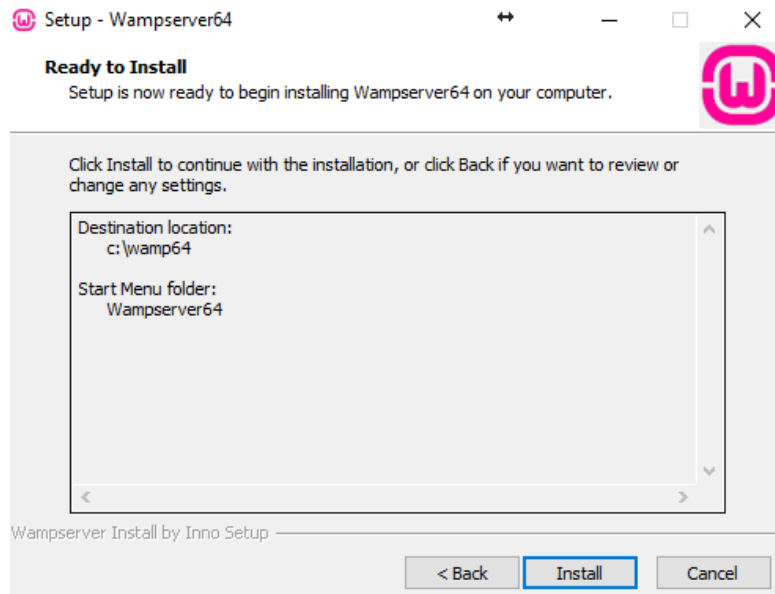 Setup - Wampserver64
Ready to Install
Setup is now ready to begin installing Wampserver64 on your computer.
Click Install to continue with the installation, or click Back if you want to review or
change any settings.
Destination location:
c:\wamp64
Start Menu folder:
Wampserver64
Wampserver Install by Inno Setup
< Back Install Cancel